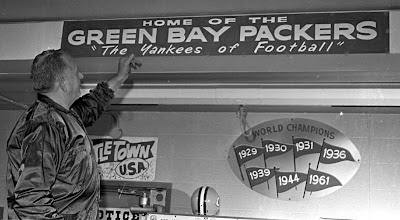 HOME OF THE
GREEN BAY PACKERS
"The Yankees of Football"
TLE TOWN
U.S.A.
NOTICE
WORLD CHAMPIONS
1929 1930 1931 1936
1939 1944 1961